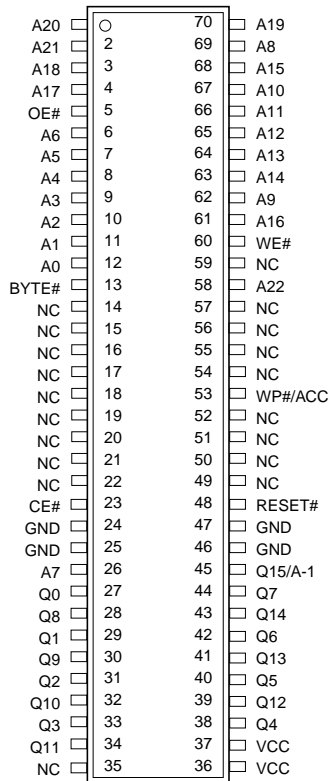 A20 70 A19
A21 2 69 A8
A18 3 68 A15
A17 4 67 A10
OE# 5 66 A11
A6 6 65 A12
A5 7 64 A13
A4 8 63 A14
A3 9 62 A9
A2 10 61 A16
A1 11 60 WE#
A0 12 59 NC
BYTE# 13 58 A22
NC 14 57 NC
NC 15 56 NC
NC 16 55 NC
NC 17 54 NC
NC 18 53 WP#/ACC
NC 19 52 NC
NC 20 51 NC
NC 21 50 NC
NC 22 49 NC
CE# 23 48 RESET#
GND 24 47 GND
GND 25 46 GND
A7 26 45 Q15/A-1
Q0 27 44 Q7
Q8 28 43 Q14
Q1 29 42 Q6
Q9 30 41 Q13
Q2 31 40 Q5
Q10 32 39 Q12
Q3 33 38 Q4
Q11 34 37 VCC
NC 35 36 VCC